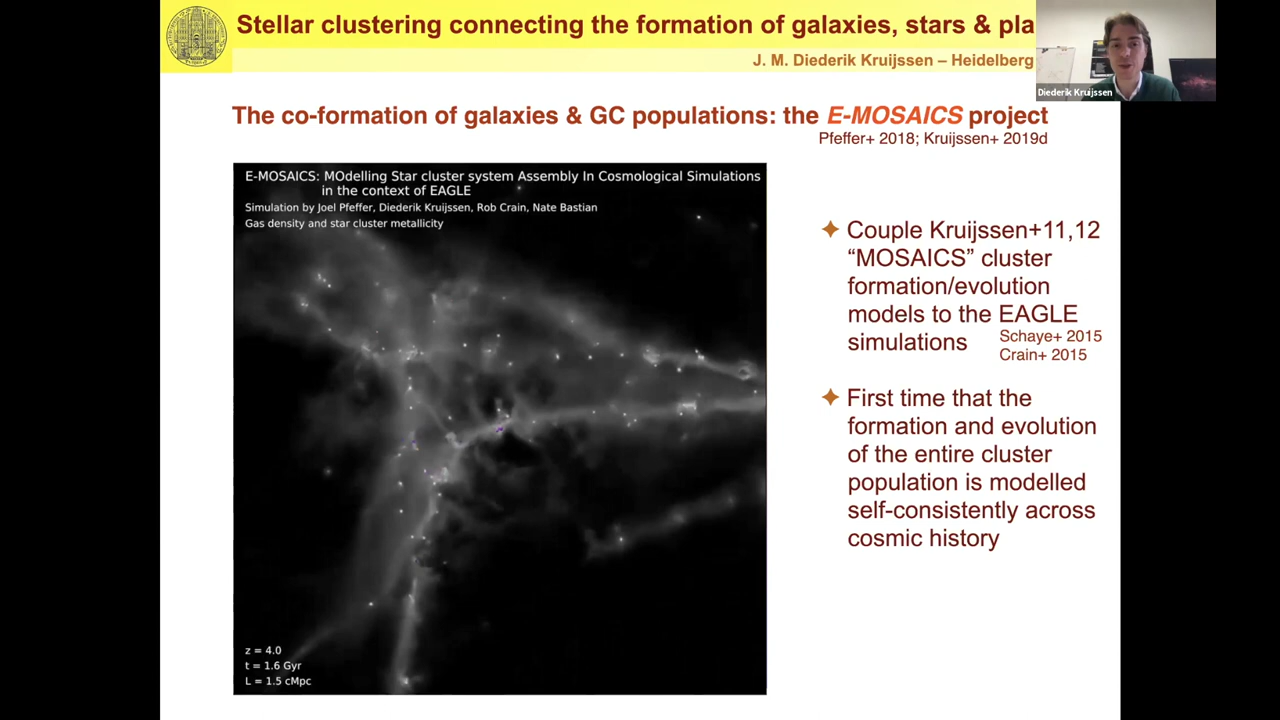 Stellar clustering connecting the formation of galaxies, stars & pla
J. M. Diederik Kruijssen – Heidelberg
Diederik Kruijssen
The co-formation of galaxies & GC populations: the E-MOSAICS project
Pfeffer+ 2018; Kruijssen+ 2019d
E-MOSAICS: MOdelling Star cluster system Assembly In Cosmological Simulations
in the context of EAGLE
Simulation by Joel Pfeffer, Diederik Kruijssen, Rob Crain, Nate Bastian
Gas density and star cluster metallicity
z = 4.0
t = 1.6 Gyr
L = 1.5 cMpc
✦ Couple Kruijssen+11,12
“MOSAICS” cluster
formation/evolution
models to the EAGLE
simulations
Schaye+ 2015
Crain+ 2015
✦ First time that the
formation and evolution
of the entire cluster
population is modelled
self-consistently across
cosmic history